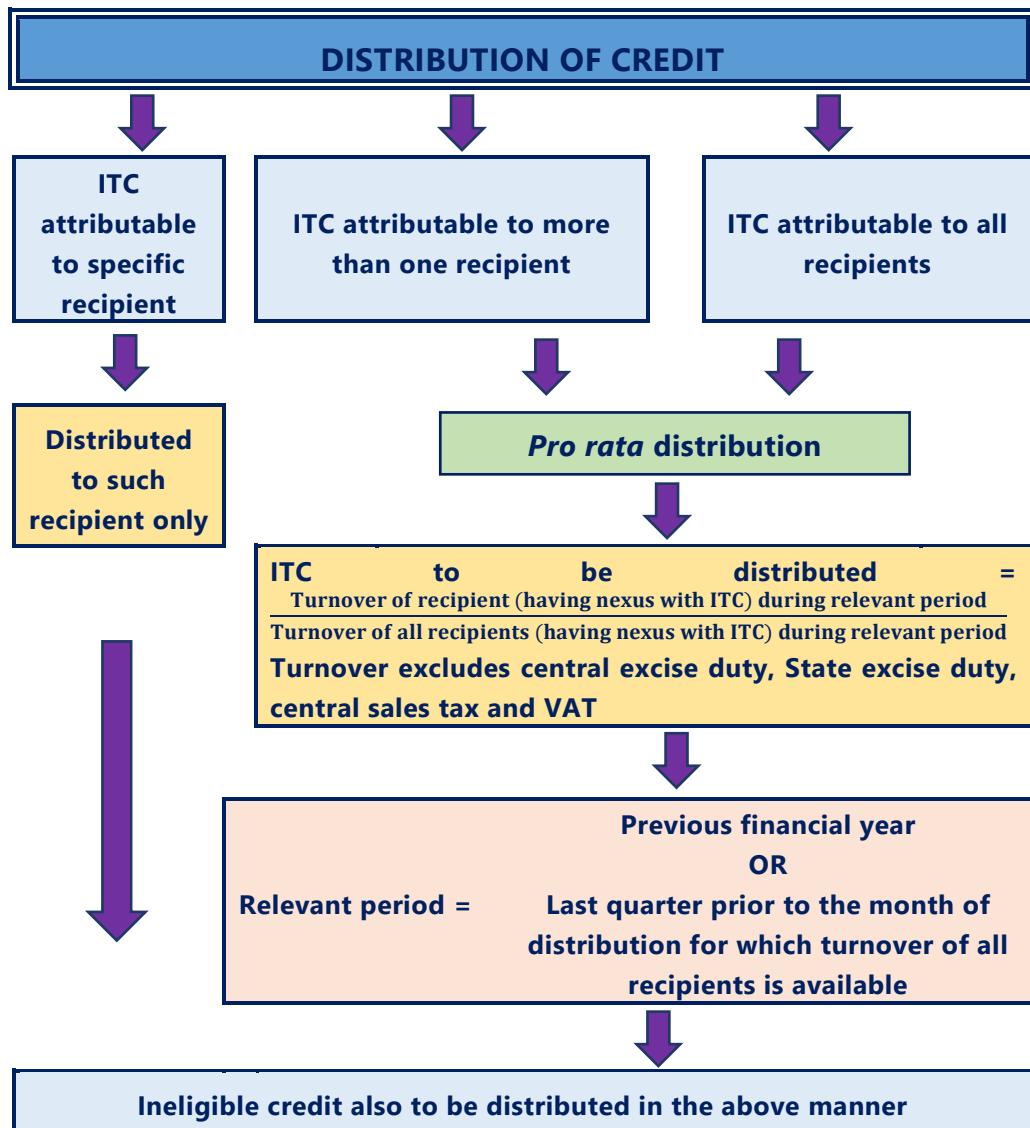 DISTRIBUTION OF CREDIT
ITC
attributable
to specific
recipient
ITC attributable to more
than one recipient
ITC attributable to all
recipients
Distributed
to such
recipient only
Pro rata distribution
ITC to be distributed =
Turnover of recipient (having nexus with ITC) during relevant period
Turnover of all recipients (having nexus with ITC) during relevant period
Turnover excludes central excise duty, State excise duty,
central sales tax and VAT
Relevant period =
Previous financial year
OR
Last quarter prior to the month of
distribution for which turnover of all
recipients is available
Ineligible credit also to be distributed in the above manner